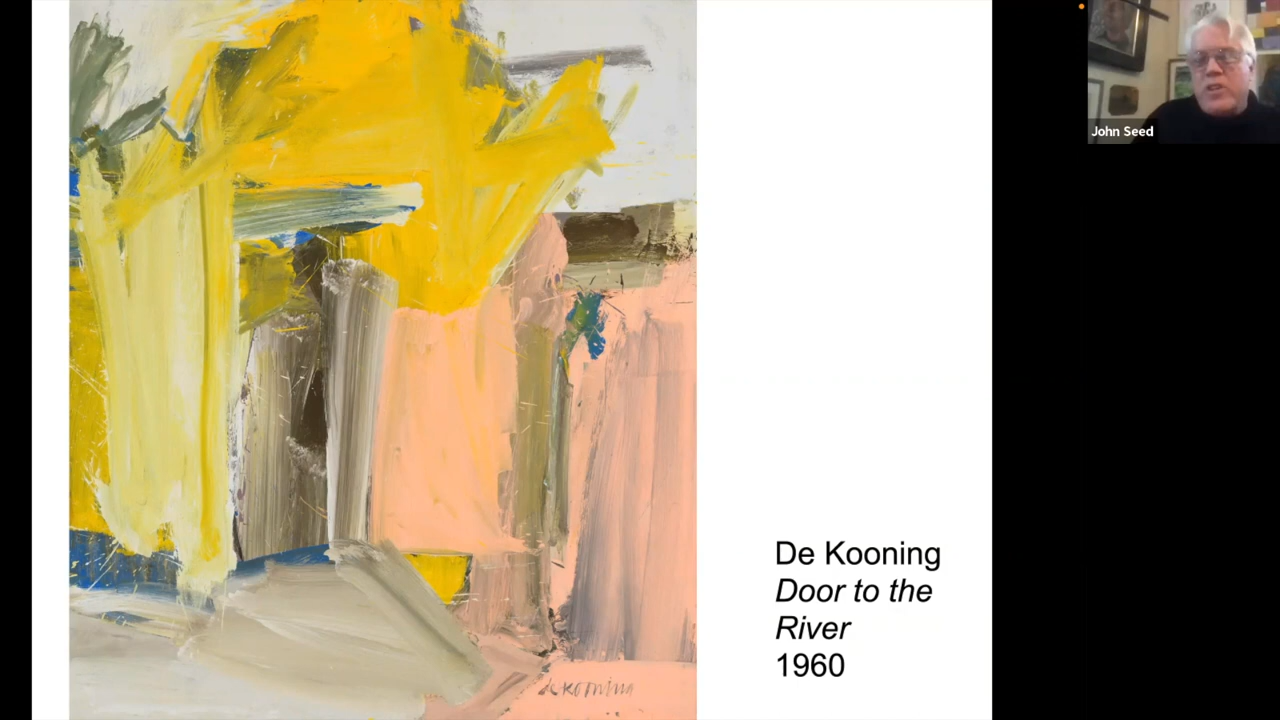 De Kooning
Door to the
River
1960
John Seed
de Kooning